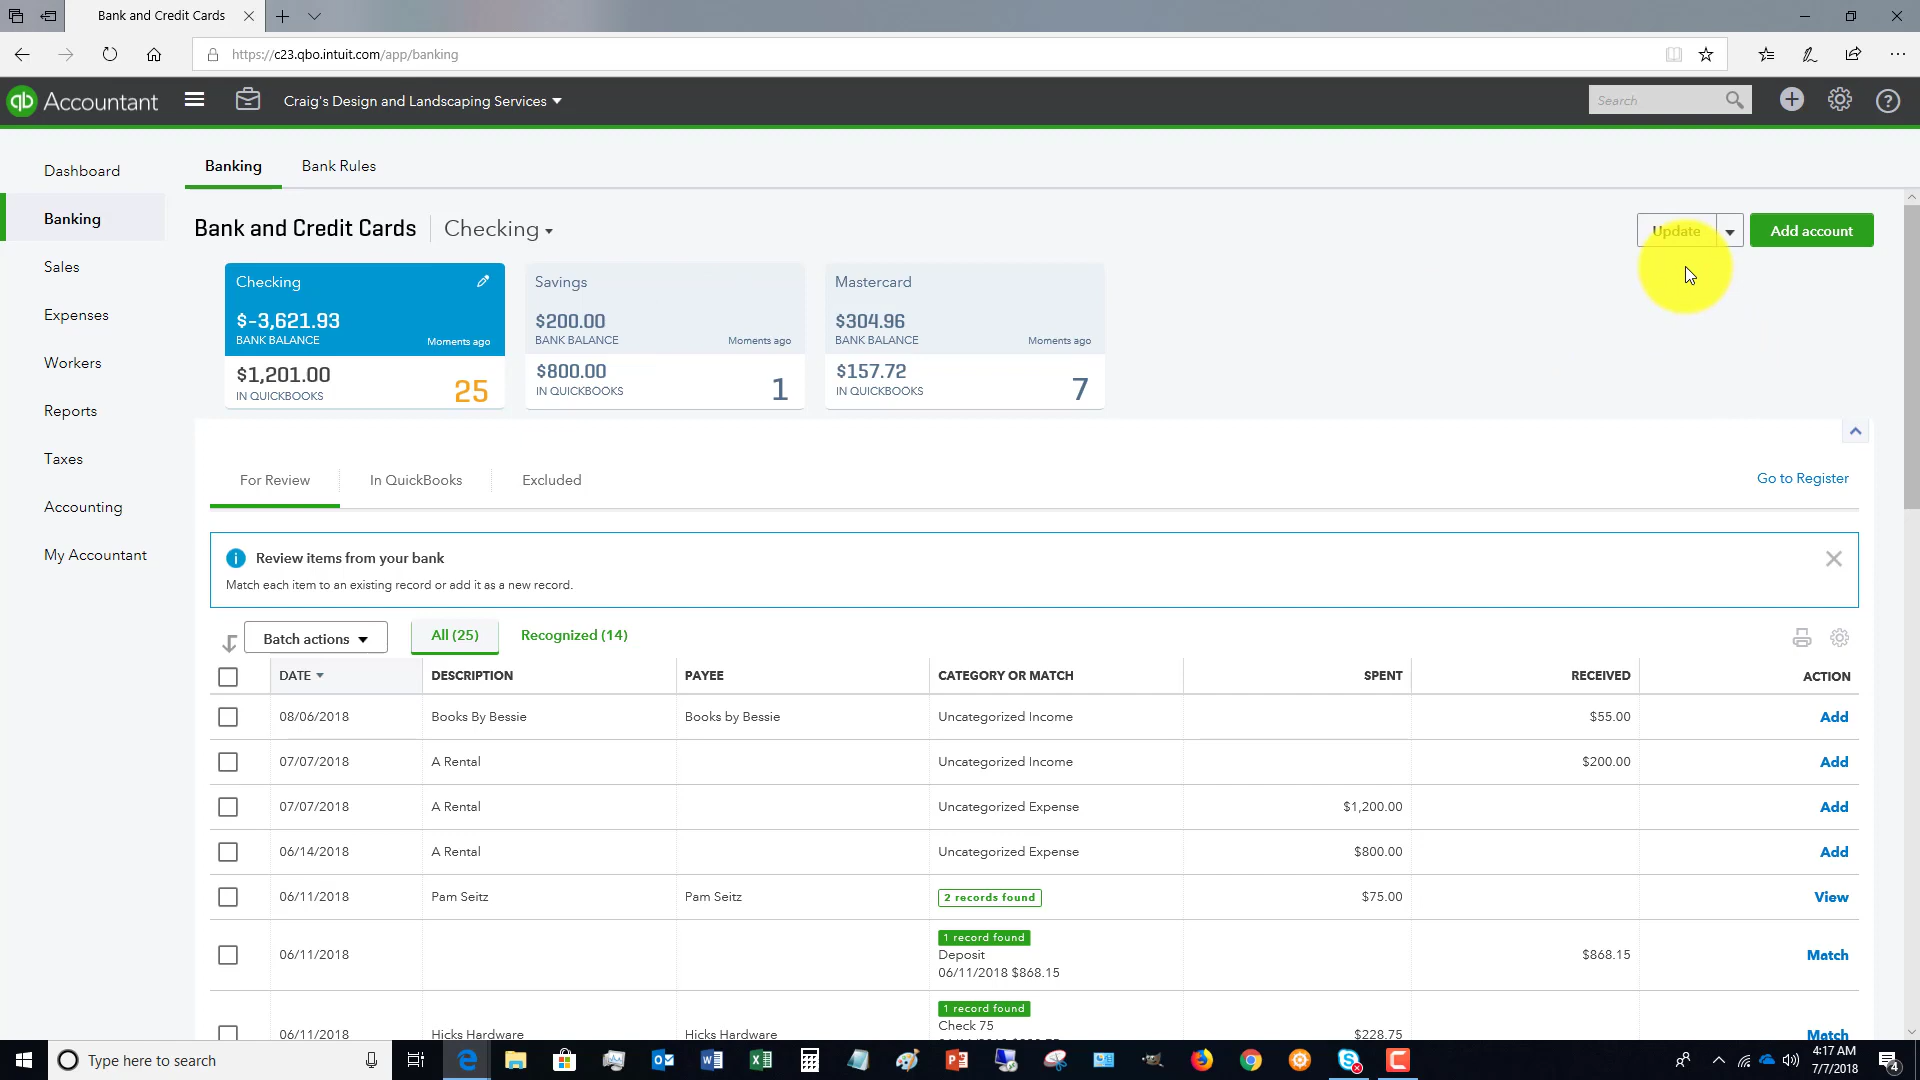 Bank and Credit Cards
https://c23.qbo.intuit.com/app/banking
qb Accountant
Craig's Design and Landscaping Services
Search
Dashboard
Banking
Sales
Expenses
Workers
Reports
Taxes
Accounting
My Accountant
Banking
Bank Rules
Bank and Credit Cards
Checking
Update
Add account
Checking
$-3,621.93
BANK BALANCE
Moments ago
$1,201.00
IN QUICKBOOKS
25
Savings
$200.00
BANK BALANCE
Moments ago
$800.00
IN QUICKBOOKS
1
Mastercard
$304.96
BANK BALANCE
Moments ago
$157.72
IN QUICKBOOKS
7
For Review
In QuickBooks
Excluded
Go to Register
Review items from your bank
Match each item to an existing record or add it as a new record.
Batch actions
All (25)
Recognized (14)
DATE DESCRIPTION PAYEE CATEGORY OR MATCH SPENT RECEIVED ACTION
08/06/2018 Books By Bessie Books by Bessie Uncategorized Income $55.00 Add
07/07/2018 A Rental Uncategorized Income $200.00 Add
07/07/2018 A Rental Uncategorized Expense $1,200.00 Add
06/14/2018 A Rental Uncategorized Expense $800.00 Add
06/11/2018 Pam Seitz Pam Seitz 2 records found $75.00 View
1 record found
06/11/2018 Deposit $868.15 Match
06/11/2018 $868.15
1 record found
Check 75
06/11/2018 Hicks Hardware Hicks Hardware $228.75 Match
Type here to search
4:17 AM
7/7/2018
4